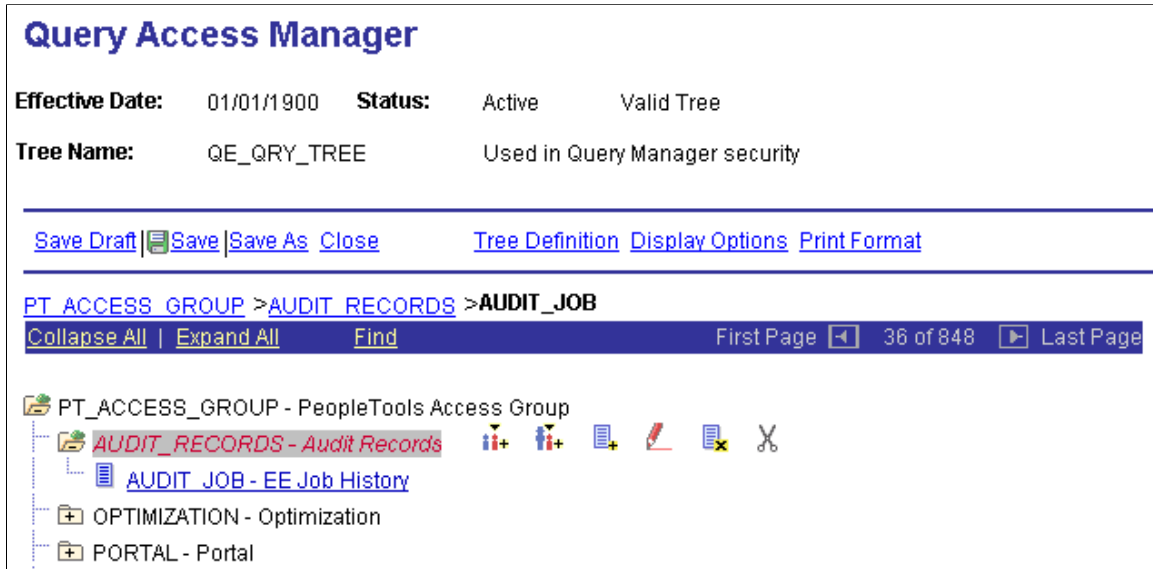 Query Access Manager
Effective Date: 01/01/1900 Status: Active Valid Tree
Tree Name: QE_QRY_TREE Used in Query Manager security
Save Draft | Save | Save As Close Tree Definition Display Options Print Format
PT_ACCESS_GROUP > AUDIT_RECORDS > AUDIT_JOB
Collapse All | Expand All Find First Page 36 of 848 Last Page
PT_ACCESS_GROUP - PeopleTools Access Group
AUDIT_RECORDS - Audit Records
AUDIT_JOB - EE Job History
OPTIMIZATION - Optimization
PORTAL - Portal